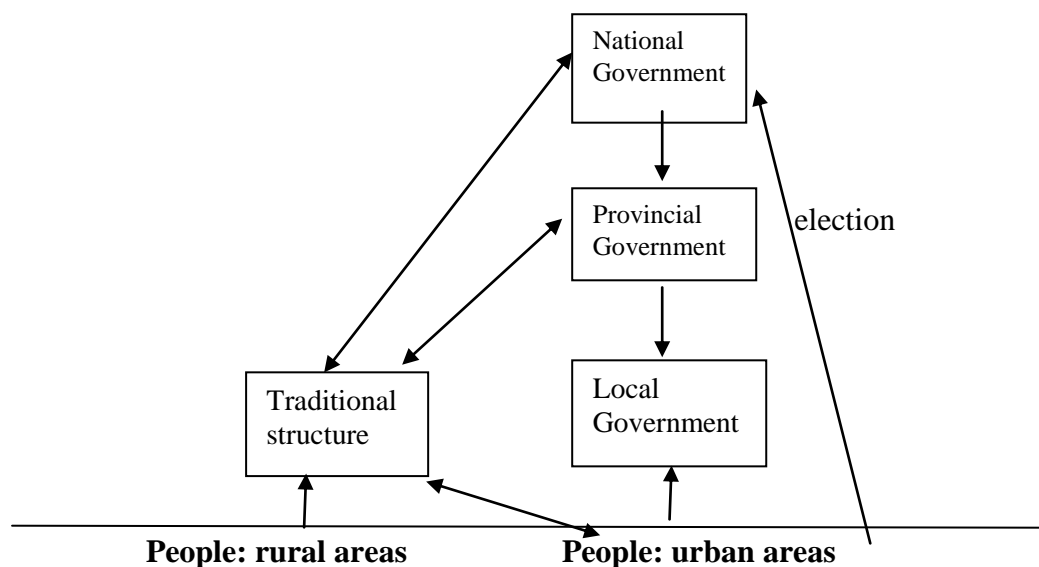 National
Government
Provincial
Government
election
Traditional
structure
Local
Government
People: rural areas
People: urban areas